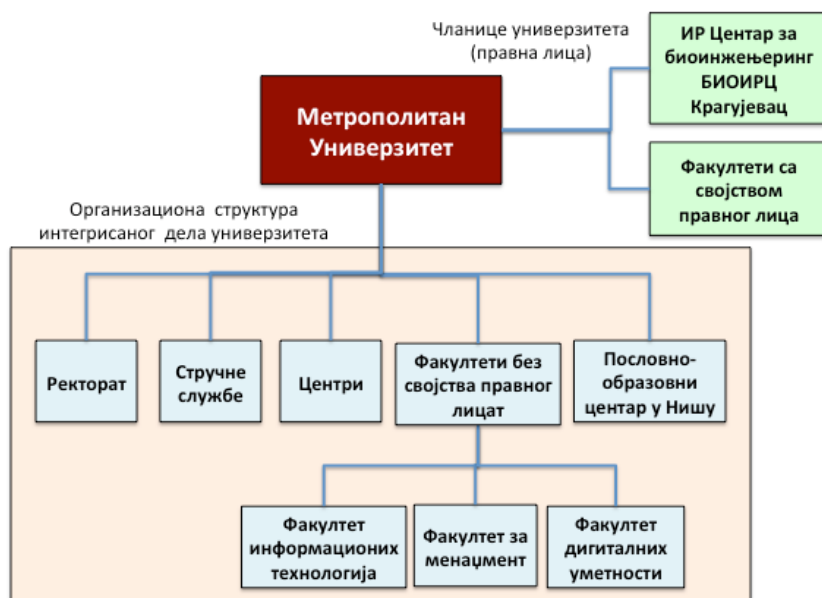 Чланице универзитета
(правна лица)
ИР Центар за
биоинжењеринг
БИОИРЦ
Крагујевац
Метрополитан
Универзитет
Факултети са
својством
правног лица
Организациона структура
интегрисаног дела универзитета
Ректорат
Стручне
службе
Центри
Факултети без
својства правног
лицат
Пословно-
образовни
центар у Нишу
Факултет
информационих
технологија
Факултет за
менаџмент
Факултет
дигиталних
уметности